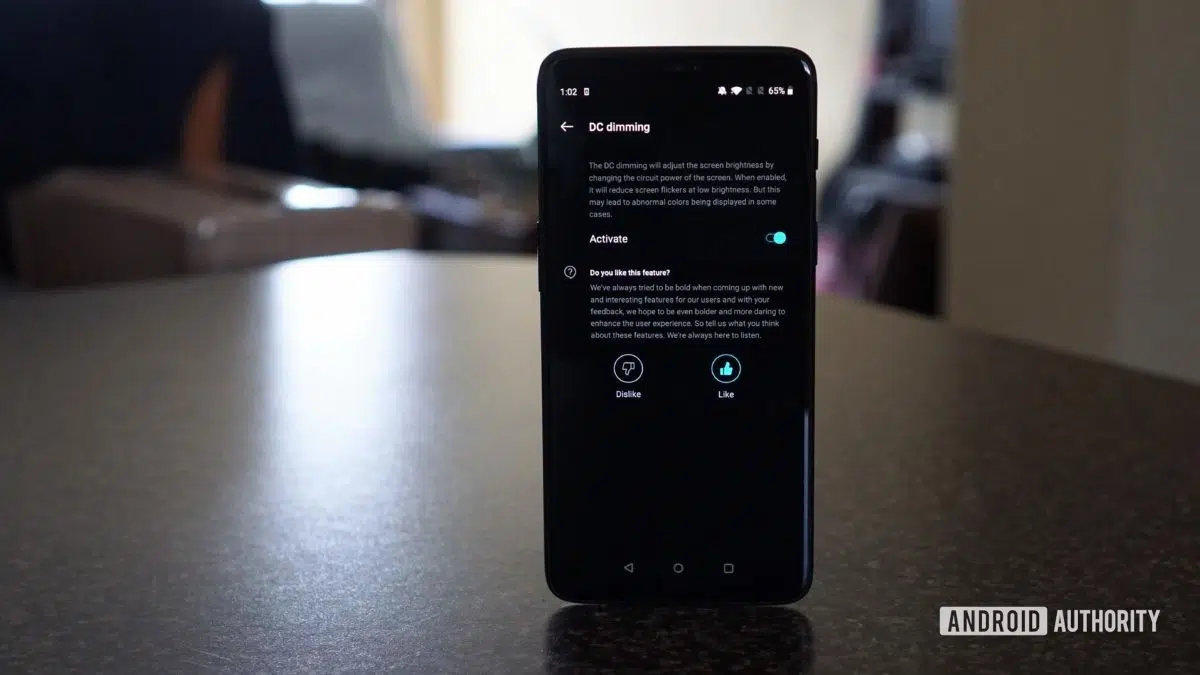 1:02 65%
DC dimming
The DC dimming will adjust the screen brightness by
changing the circuit power of the screen. When enabled,
it will reduce screen flickers at low brightness. But this
may lead to abnormal colors being displayed in some
cases.
Activate
Do you like this feature?
We've always tried to be bold when coming up with new
and interesting features for our users and with your
feedback, we hope to be even bolder and more daring to
enhance the user experience. So tell us what you think
about these features. We're always here to listen.
Dislike Like
ANDROID AUTHORITY